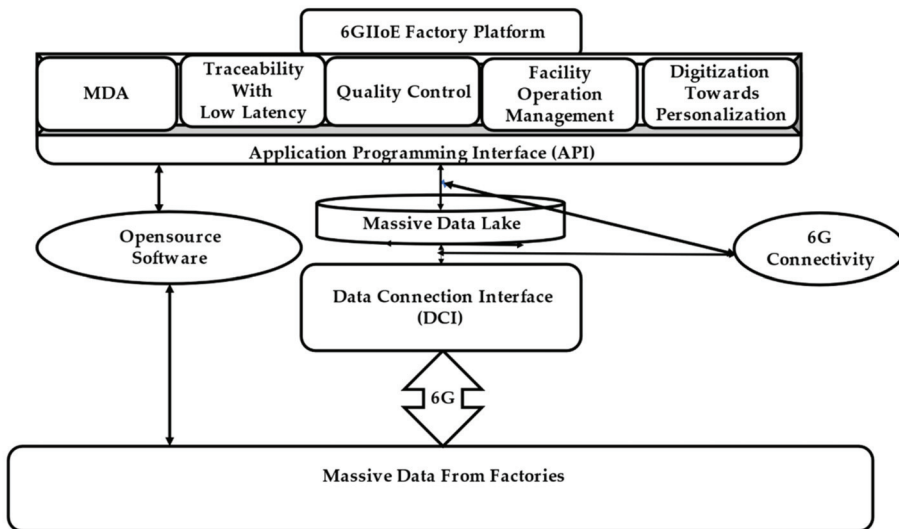 6GIIoE Factory Platform
MDA
Traceability
With
Low Latency
Quality Control
Facility
Operation
Management
Digitization
Towards
Personalization
Application Programming Interface (API)
Opensource
Software
Massive Data Lake
6G
Connectivity
Data Connection Interface
(DCI)
6G
Massive Data From Factories